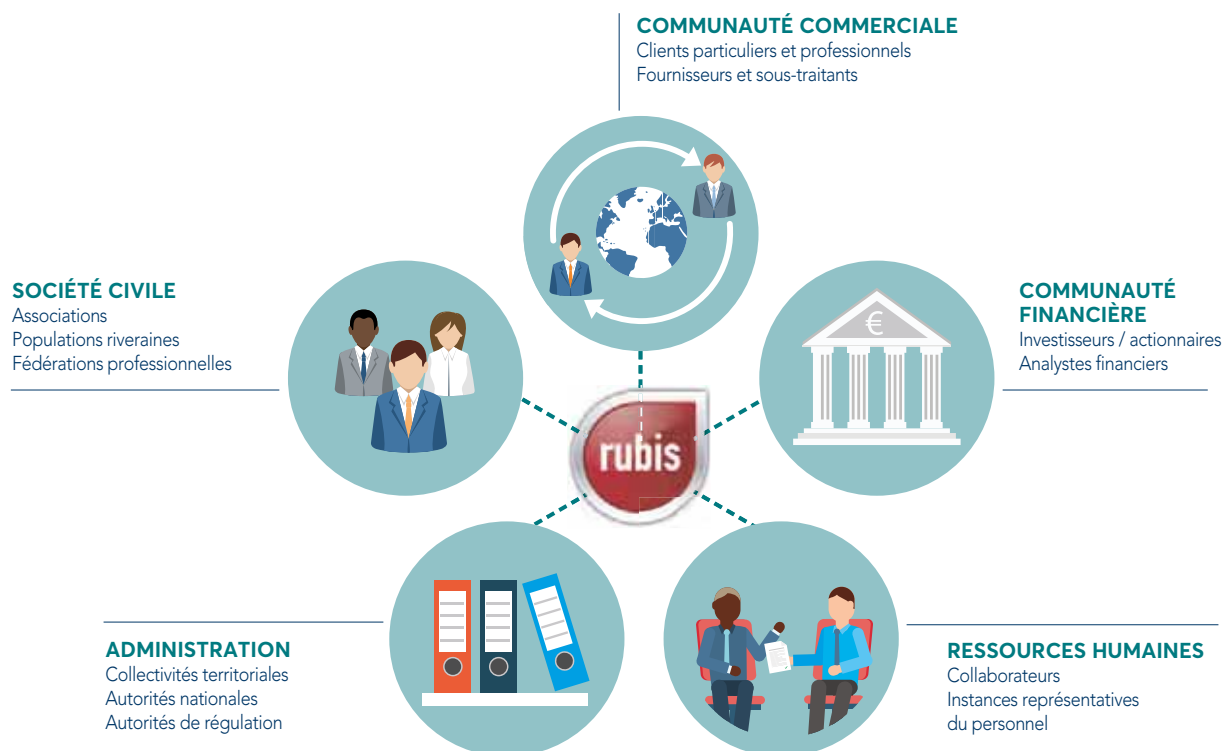 COMMUNAUTÉ COMMERCIALE
Clients particuliers et professionnels
Fournisseurs et sous-traitants
SOCIÉTÉ CIVILE
Associations
Populations riveraines
Fédérations professionnelles
COMMUNAUTÉ
FINANCIÈRE
Investisseurs / actionnaires
Analystes financiers
€
rubis
ADMINISTRATION
Collectivités territoriales
Autorités nationales
Autorités de régulation
RESSOURCES HUMAINES
Collaborateurs
Instances représentatives
du personnel